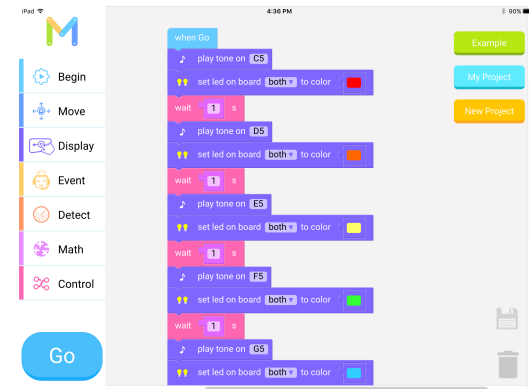 iPad 4:36 PM 90%
M
Begin
Move
Display
Event
Detect
Math
Control
Go
when Go
play tone on C5
set led on board both to color
wait 1 s
play tone on D5
set led on board both to color
wait 1 s
play tone on E5
set led on board both to color
wait 1 s
play tone on F5
set led on board both to color
wait 1 s
play tone on G5
set led on board both to color
Example
My Project
New Project